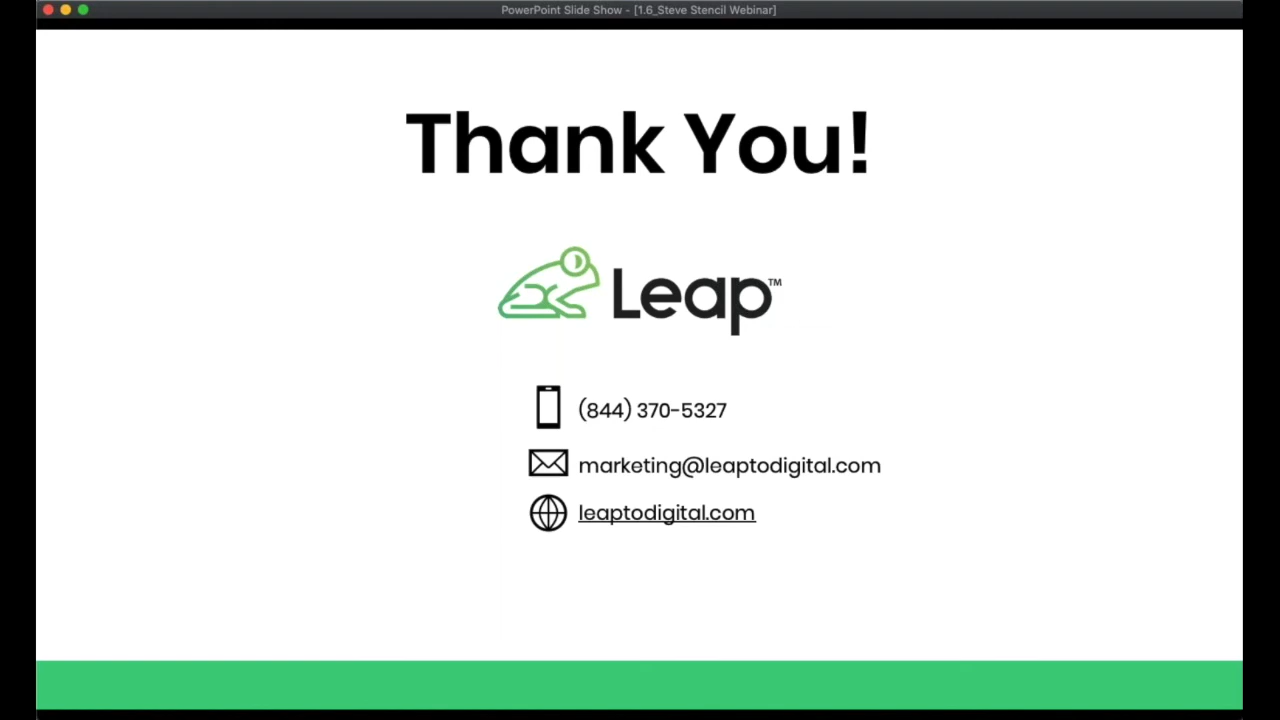 PowerPoint Slide Show - [1.6_Steve Stencil Webinar]
Thank You!
Leap™
(844) 370-5327
marketing@leaptodigital.com
leaptodigital.com